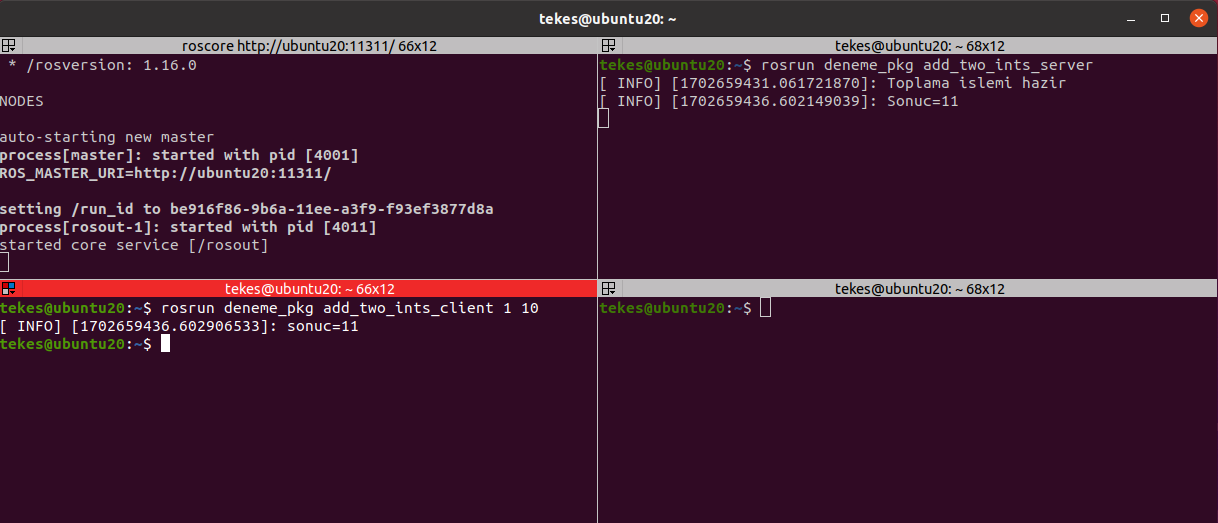 tekes@ubuntu20: ~
roscore http://ubuntu20:11311/ 66x12
 * /rosversion: 1.16.0
NODES
auto-starting new master
process[master]: started with pid [4001]
ROS_MASTER_URI=http://ubuntu20:11311/
setting /run_id to be916f86-9b6a-11ee-a3f9-f93ef3877d8a
process[rosout-1]: started with pid [4011]
started core service [/rosout]
tekes@ubuntu20: ~ 68x12
tekes@ubuntu20:~$ rosrun deneme_pkg add_two_ints_server
[ INFO] [1702659431.061721870]: Toplama islemi hazir
[ INFO] [1702659436.602149039]: Sonuc=11
tekes@ubuntu20: ~ 66x12
tekes@ubuntu20:~$ rosrun deneme_pkg add_two_ints_client 1 10
[ INFO] [1702659436.602906533]: sonuc=11
tekes@ubuntu20:~$
tekes@ubuntu20: ~ 68x12
tekes@ubuntu20:~$